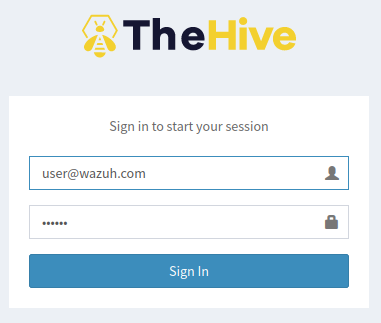 TheHive
Sign in to start your session
user@wazuh.com
••••••
Sign In